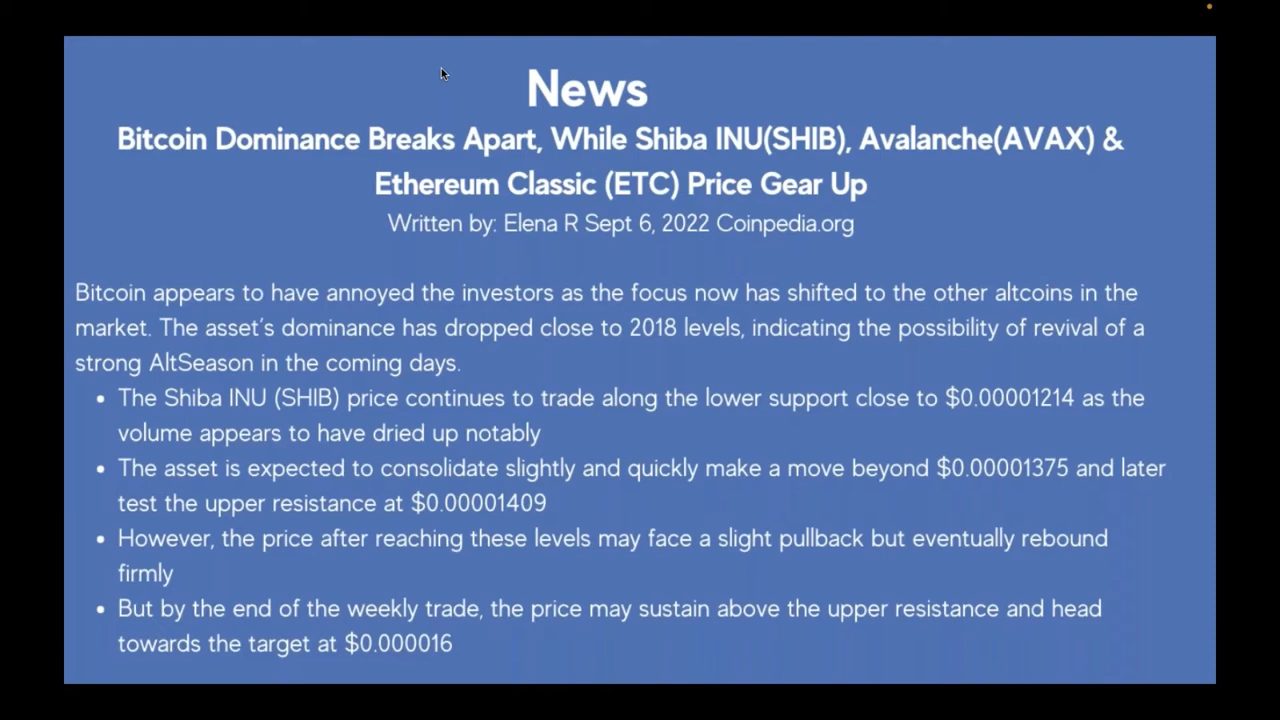 News
Bitcoin Dominance Breaks Apart, While Shiba INU(SHIB), Avalanche(AVAX) &
Ethereum Classic (ETC) Price Gear Up
Written by: Elena R Sept 6, 2022 Coinpedia.org
Bitcoin appears to have annoyed the investors as the focus now has shifted to the other altcoins in the
market. The asset's dominance has dropped close to 2018 levels, indicating the possibility of revival of a
strong AltSeason in the coming days.
• The Shiba INU (SHIB) price continues to trade along the lower support close to $0.00001214 as the
volume appears to have dried up notably
• The asset is expected to consolidate slightly and quickly make a move beyond $0.00001375 and later
test the upper resistance at $0.00001409
• However, the price after reaching these levels may face a slight pullback but eventually rebound
firmly
• But by the end of the weekly trade, the price may sustain above the upper resistance and head
towards the target at $0.000016